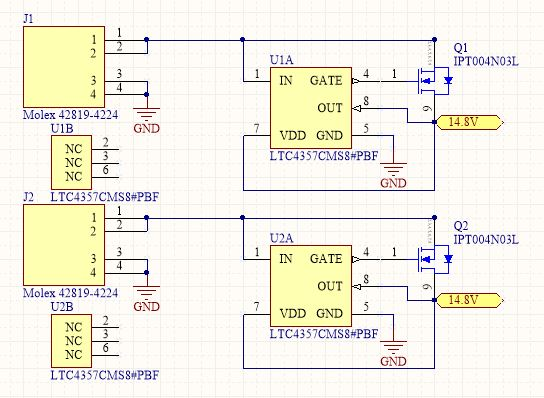 J1
1 1
2 2
3 3
4 4
Molex 42819-4224
GND
U1A
1 IN GATE 4 1
OUT 8
7 VDD GND 5
LTC4357CMS8#PBF
GND
Q1
IPT004N03L
9
14.8V
U1B
NC 2
NC 3
NC 6
LTC4357CMS8#PBF
J2
1 1
2 2
3 3
4 4
Molex 42819-4224
GND
U2A
1 IN GATE 4 1
OUT 8
7 VDD GND 5
LTC4357CMS8#PBF
GND
Q2
IPT004N03L
9
14.8V
U2B
NC 2
NC 3
NC 6
LTC4357CMS8#PBF